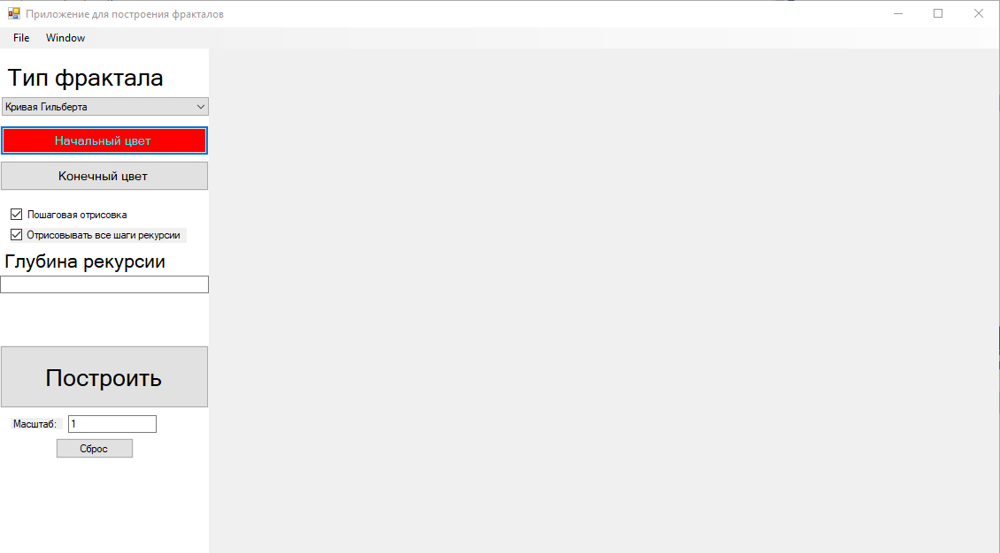 Приложение для построения фракталов
File Window
Тип фрактала
Кривая Гильберта
Начальный цвет
Конечный цвет
Пошаговая отрисовка
Отрисовывать все шаги рекурсии
Глубина рекурсии
Построить
Масштаб: 1
Сброс